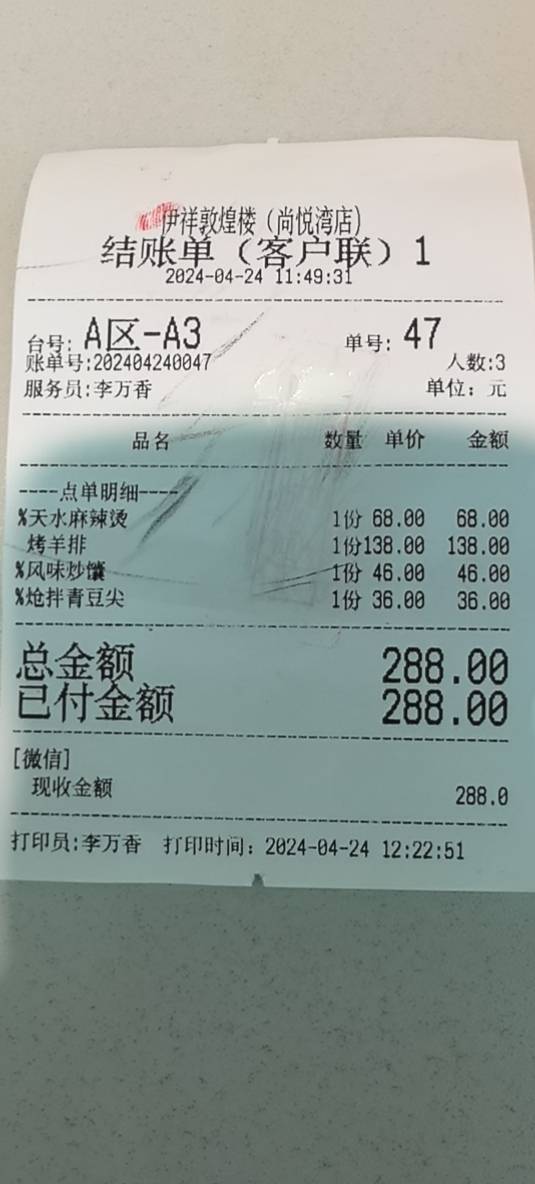 伊祥敦煌楼（尚悦湾店）
结账单（客户联）1
2024-04-24 11:49:31
台号: A区-A3 单号: 47
账单号:202404240047 人数:3
服务员:李万香 单位: 元
品名 数量 单价 金额
----点单明细----
%天水麻辣烫 1份 68.00 68.00
烤羊排 1份138.00 138.00
%风味炒馕 1份 46.00 46.00
%炝拌青豆尖 1份 36.00 36.00
总金额 288.00
已付金额 288.00
[微信]
现收金额 288.0
打印员:李万香 打印时间: 2024-04-24 12:22:51